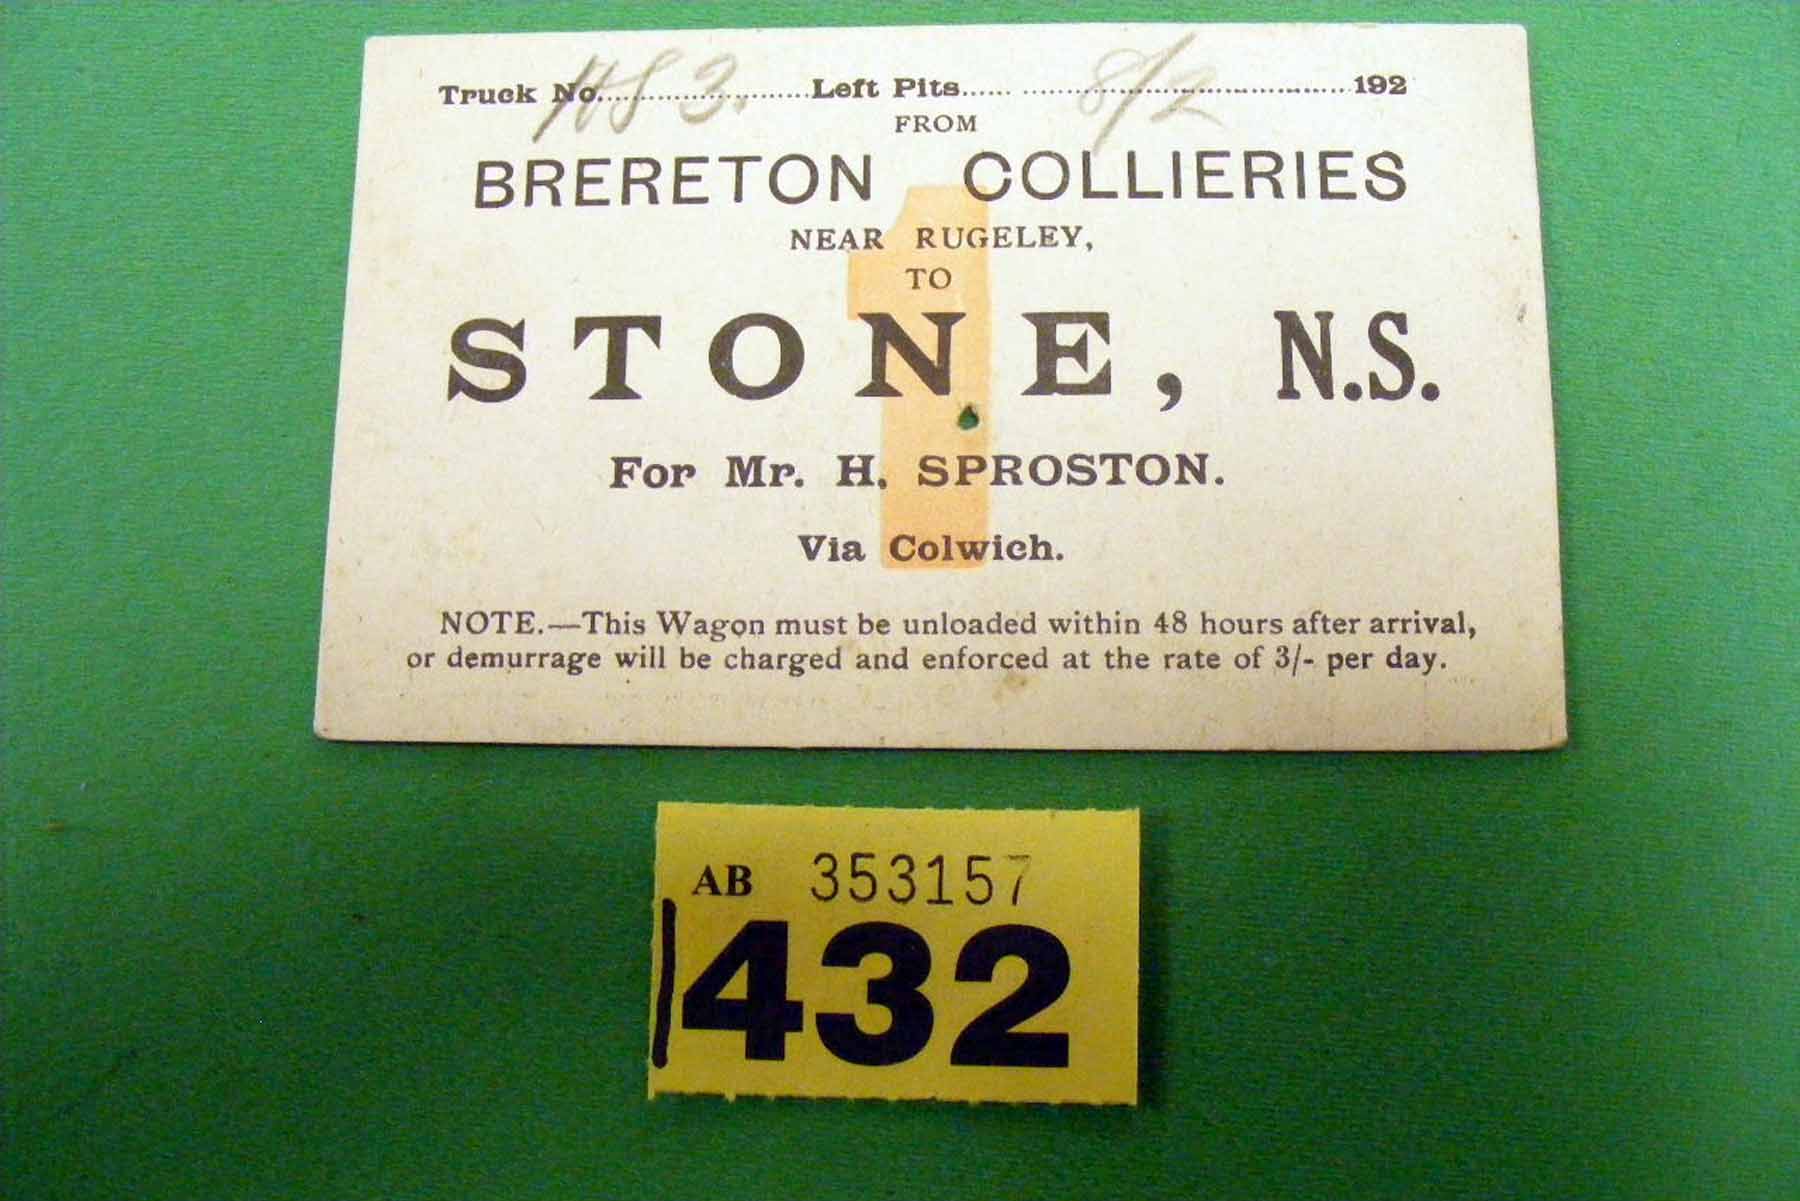 Truck No. Left Pits 8/2 192
FROM
BRERETON COLLIERIES
NEAR RUGELEY,
TO
STONE, N.S.
1
For Mr. H. SPROSTON.
Via Colwich.
NOTE.—This Wagon must be unloaded within 48 hours after arrival,
or demurrage will be charged and enforced at the rate of 3/- per day.
AB 353157
1432